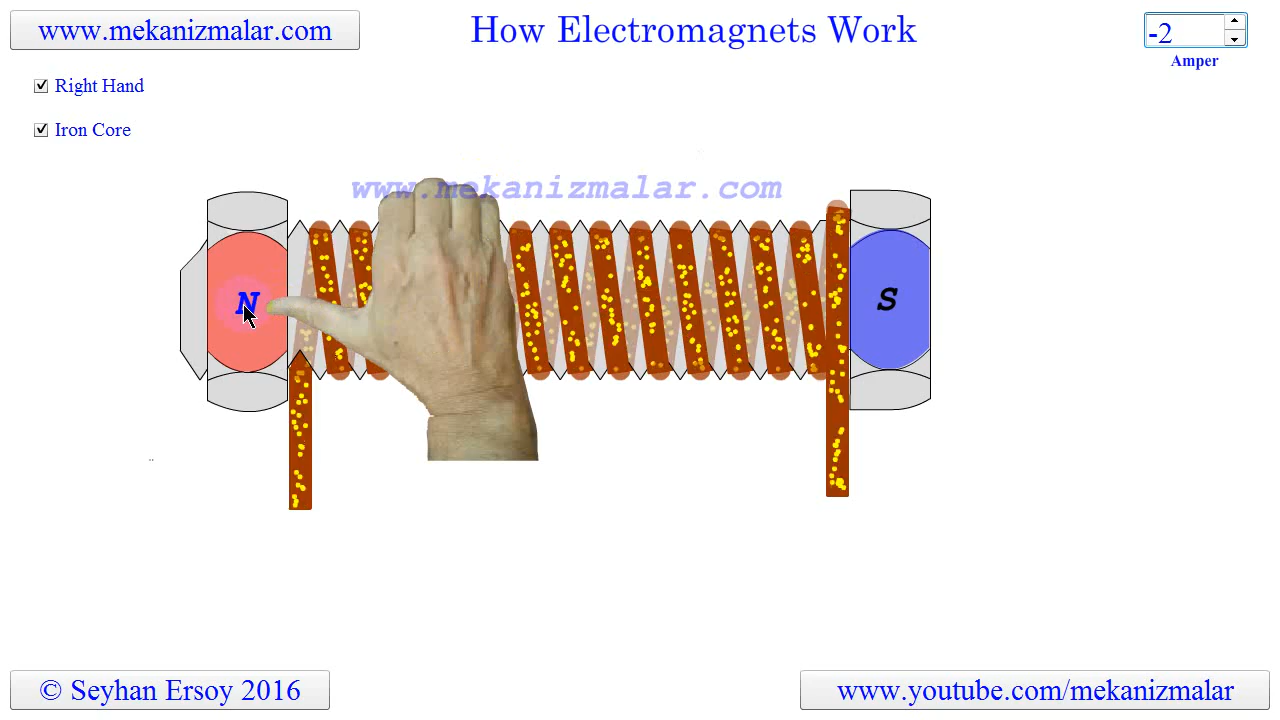 www.mekanizmalar.com
How Electromagnets Work
-2
Amper
Right Hand
Iron Core
www.mekanizmalar.com
N
S
© Seyhan Ersoy 2016
www.youtube.com/mekanizmalar